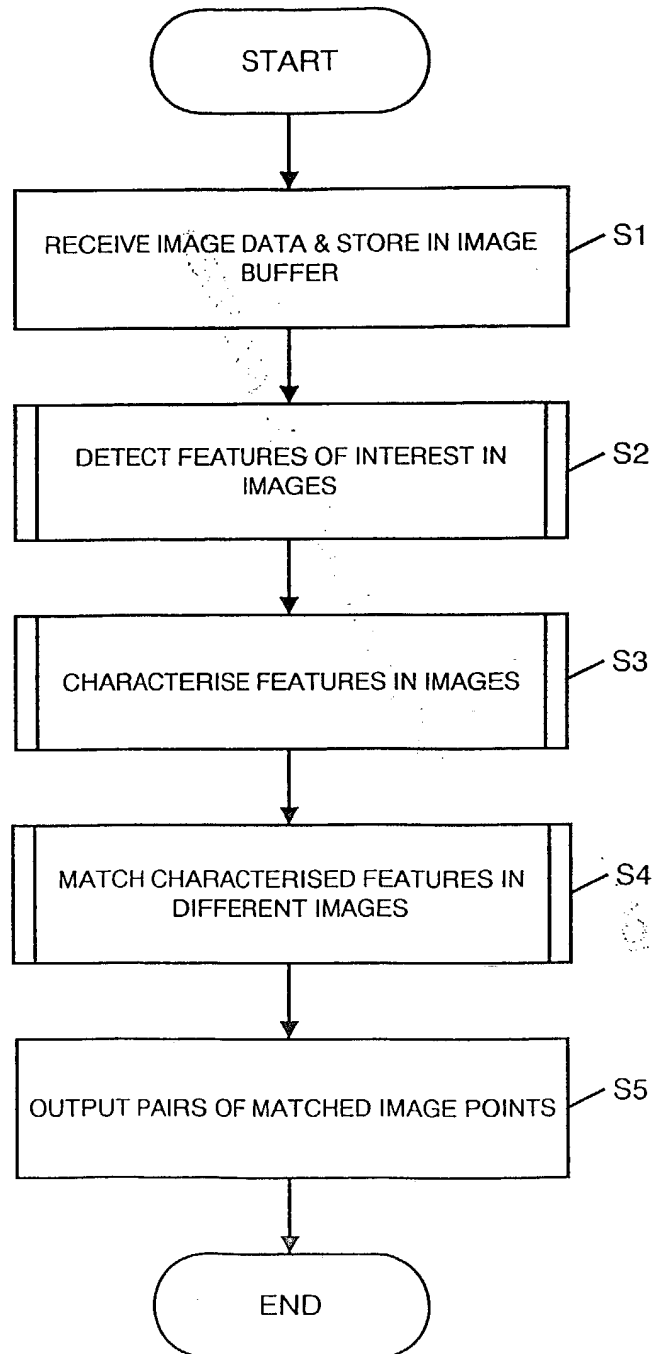 START
RECEIVE IMAGE DATA & STORE IN IMAGE
BUFFER
S1
DETECT FEATURES OF INTEREST IN
IMAGES
S2
CHARACTERISE FEATURES IN IMAGES
S3
MATCH CHARACTERISED FEATURES IN
DIFFERENT IMAGES
S4
OUTPUT PAIRS OF MATCHED IMAGE POINTS
S5
END